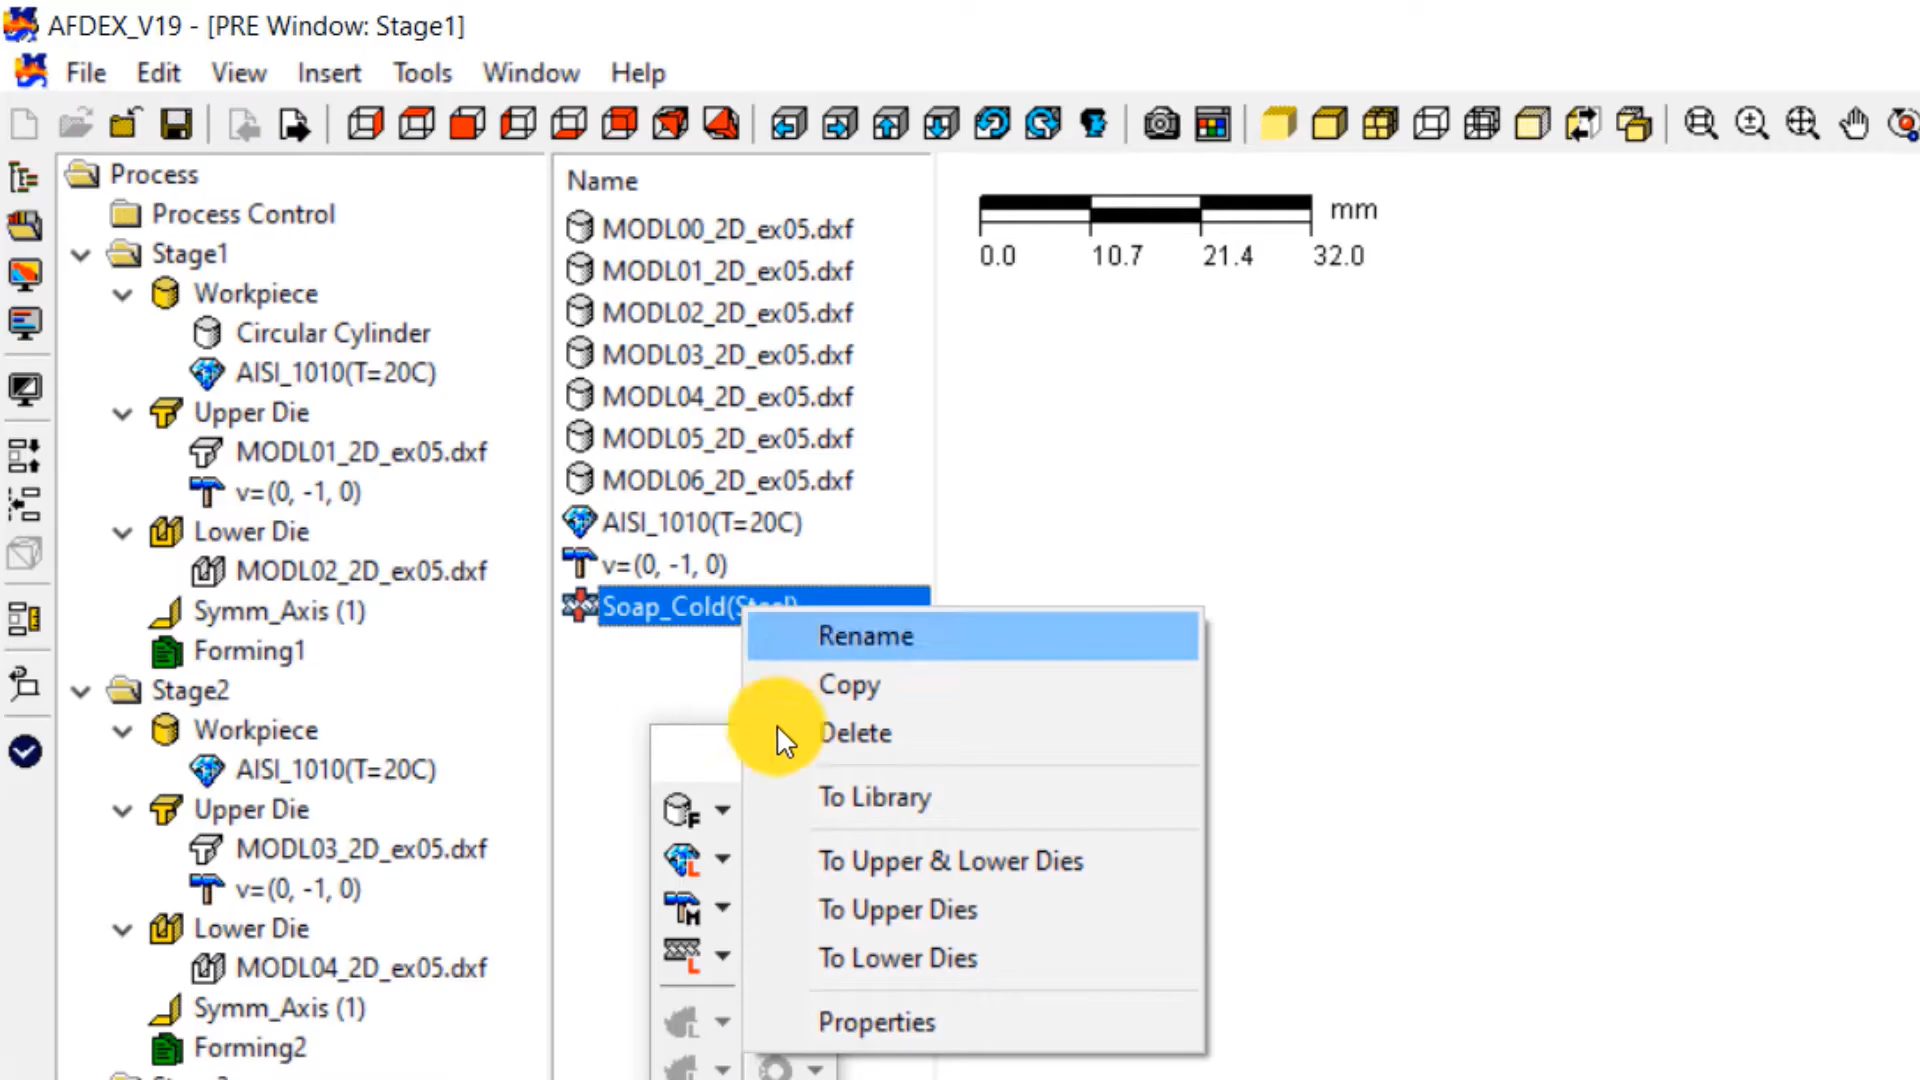 AFDEX_V19 - [PRE Window: Stage1]
File Edit View Insert Tools Window Help
Process
Process Control
Stage1
Workpiece
Circular Cylinder
AISI_1010(T=20C)
Upper Die
MODL01_2D_ex05.dxf
v=(0, -1, 0)
Lower Die
MODL02_2D_ex05.dxf
Symm_Axis (1)
Forming1
Stage2
Workpiece
AISI_1010(T=20C)
Upper Die
MODL03_2D_ex05.dxf
v=(0, -1, 0)
Lower Die
MODL04_2D_ex05.dxf
Symm_Axis (1)
Forming2
Name
MODL00_2D_ex05.dxf
MODL01_2D_ex05.dxf
MODL02_2D_ex05.dxf
MODL03_2D_ex05.dxf
MODL04_2D_ex05.dxf
MODL05_2D_ex05.dxf
MODL06_2D_ex05.dxf
AISI_1010(T=20C)
v=(0, -1, 0)
Soap_Cold(Steel)
Rename
Copy
Delete
To Library
To Upper & Lower Dies
To Upper Dies
To Lower Dies
Properties
mm
0.0 10.7 21.4 32.0